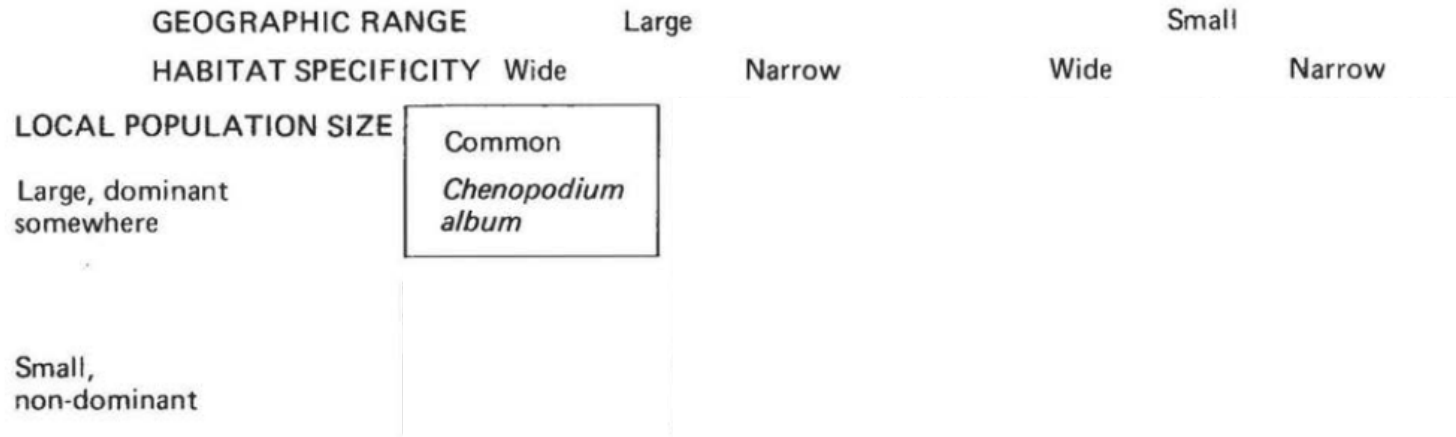 GEOGRAPHIC RANGE Large Small
HABITAT SPECIFICITY Wide Narrow Wide Narrow
LOCAL POPULATION SIZE
Common
Large, dominant
somewhere
Chenopodium
album
Small,
non-dominant